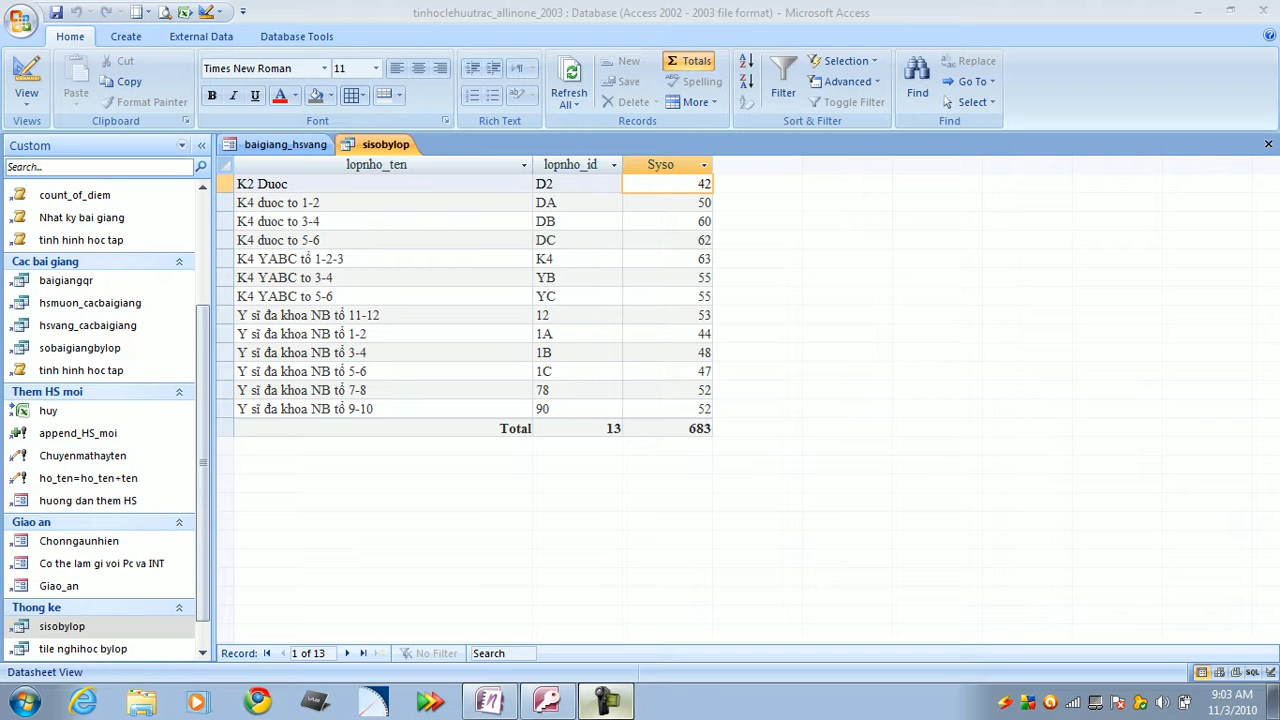 tinhoclehuutrac_allinone_2003 : Database (Access 2002 - 2003 file format) - Microsoft Access
Home Create External Data Database Tools
View
Views
Paste
Cut
Copy
Format Painter
Clipboard
Times New Roman 11
B I U A
Font
Rich Text
Refresh All
New
Save
Delete
Σ Totals
Spelling
More
Records
Filter
Selection
Advanced
Toggle Filter
Sort & Filter
Find
Replace
Go To
Select
Find
Custom
Search...
count_of_diem
Nhat ky bai giang
tinh hinh hoc tap
Cac bai giang
baigiangqr
hsmuon_cacbaigiang
hsvang_cacbaigiang
sobaigiangbylop
tinh hinh hoc tap
Them HS moi
huy
append_HS_moi
Chuyenmathayten
ho_ten=ho_ten+ten
huong dan them HS
Giao an
Chonngaunhien
Co the lam gi voi Pc va INT
Giao_an
Thong ke
sisobylop
tile nghihoc bylop
baigiang_hsvang sisobylop
lopnho_ten lopnho_id Syso
K2 Duoc D2 42
K4 duoc to 1-2 DA 50
K4 duoc to 3-4 DB 60
K4 duoc to 5-6 DC 62
K4 YABC tổ 1-2-3 K4 63
K4 YABC to 3-4 YB 55
K4 YABC to 5-6 YC 55
Y sĩ đa khoa NB tổ 11-12 12 53
Y sĩ đa khoa NB tổ 1-2 1A 44
Y sĩ đa khoa NB tổ 3-4 1B 48
Y sĩ đa khoa NB tổ 5-6 1C 47
Y sĩ đa khoa NB tổ 7-8 78 52
Y sĩ đa khoa NB tổ 9-10 90 52
Total 13 683
Record: 1 of 13 No Filter Search
Datasheet View SQL
9:03 AM
11/3/2010